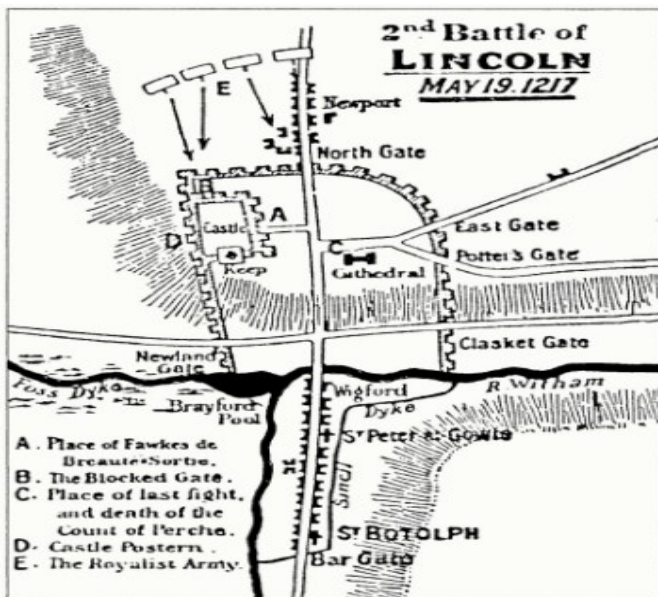 2nd Battle of
LINCOLN
MAY 19.1217
E
Newport
North Gate
A
Castle
D
C
East Gate
Potter's Gate
Keep
Cathedral
Newland
Gate
Clasket Gate
Foss Dyke
Brayford
Pool
Wigford
Dyke
R. Witham
St Peter at Gowts
Sincil
St BOTOLPH
Bar Gate
A. Place of Fawkes de
Breauté's Sortie.
B. The Blocked Gate.
C. Place of last fight,
and death of the
Count of Perche.
D. Castle Postern.
E. The Royalist Army.